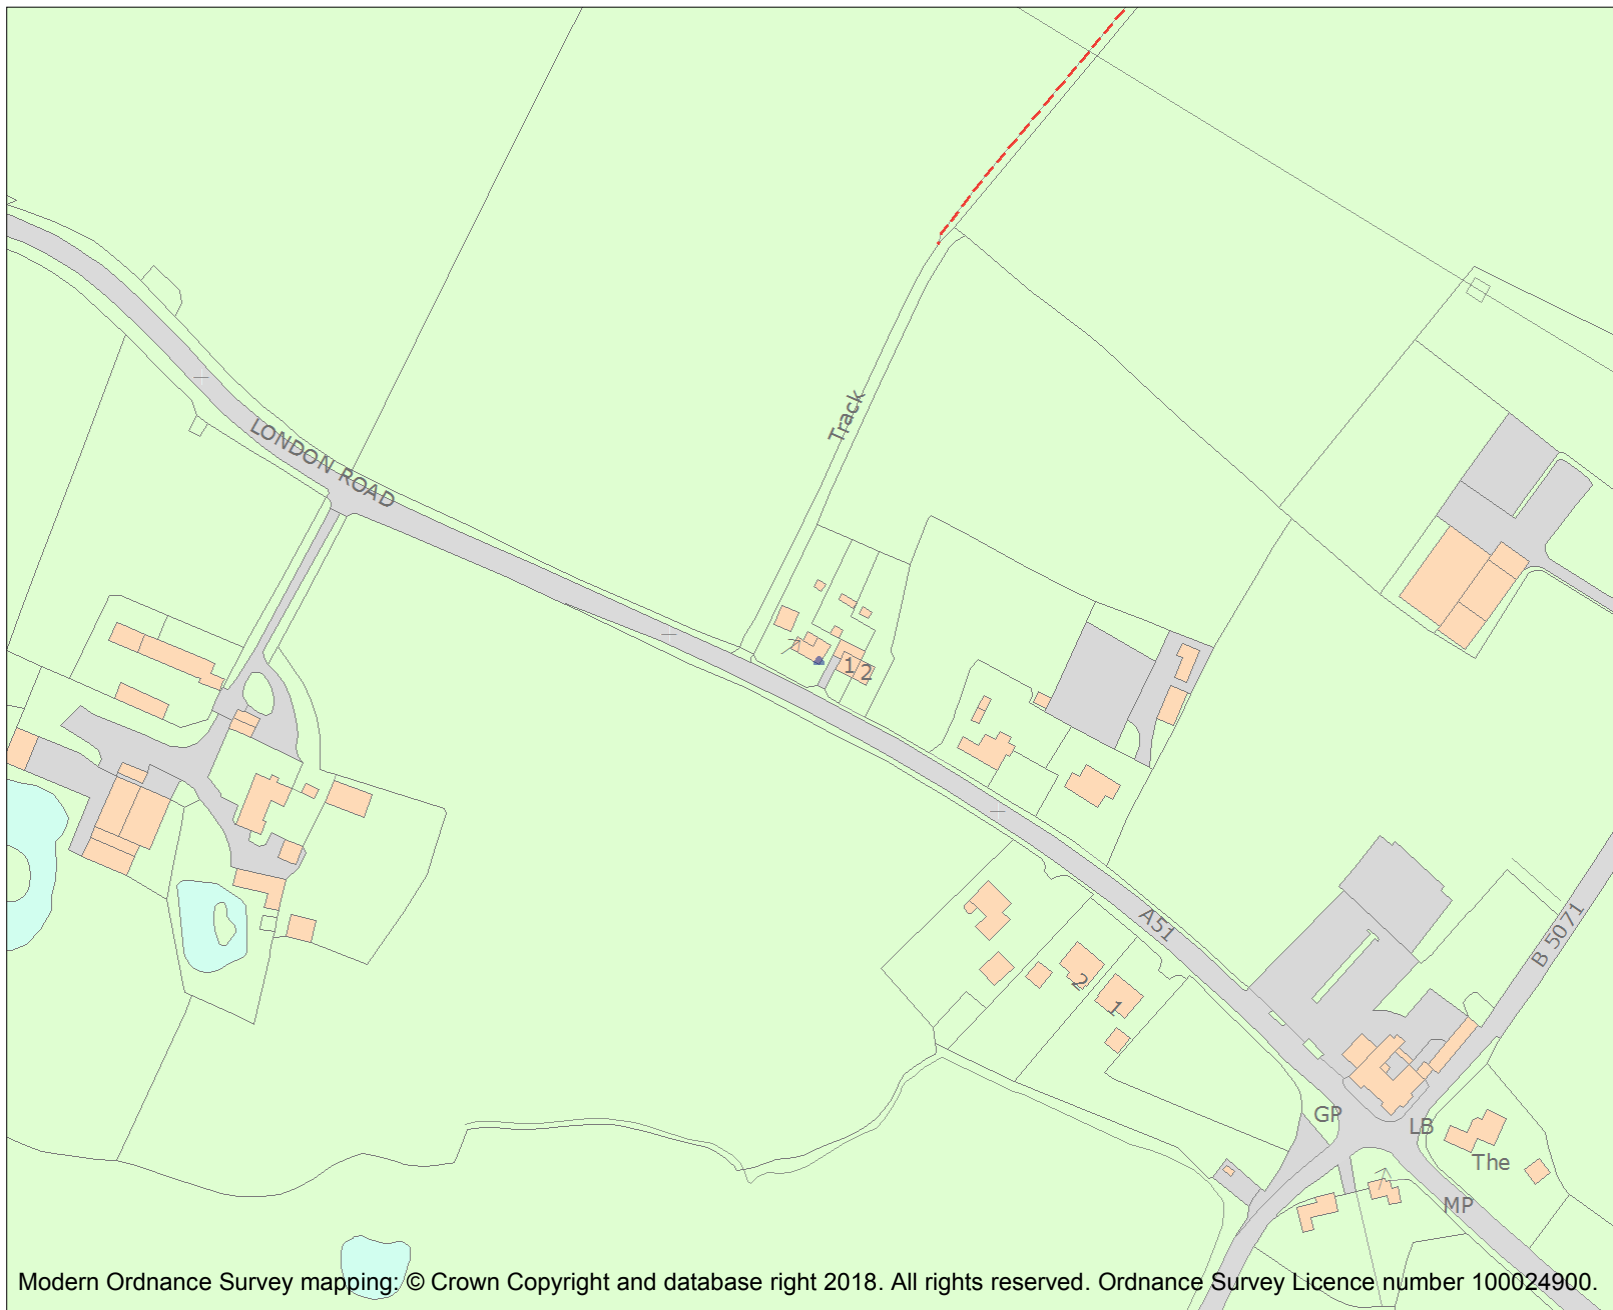 Track
LONDON ROAD
1
2
A51
B 5071
2
1
GP
LB
The
MP
Modern Ordnance Survey mapping: © Crown Copyright and database right 2018. All rights reserved. Ordnance Survey Licence number 100024900.